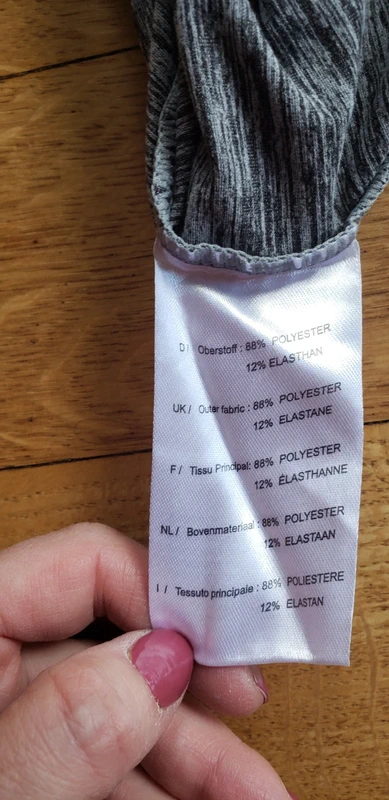 D/ Oberstoff : 88% POLYESTER
12% ELASTHAN
UK/ Outer fabric : 88% POLYESTER
12% ELASTANE
F/ Tissu Principal: 88% POLYESTER
12% ÉLASTHANNE
NL/ Bovenmateriaal : 88% POLYESTER
12% ELASTAAN
I / Tessuto principale : 88% POLIESTERE
12% ELASTAN